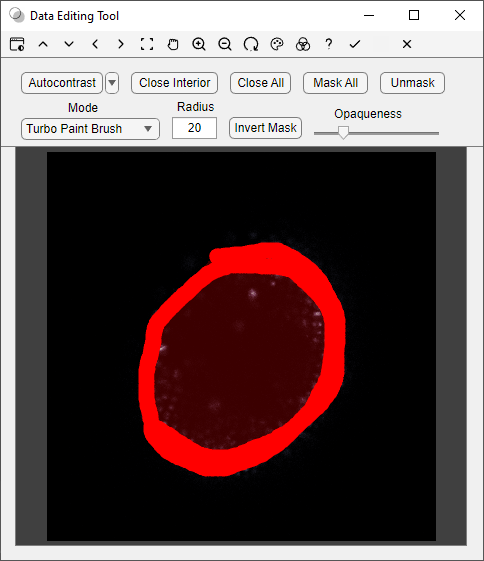 Data Editing Tool
Autocontrast Close Interior Close All Mask All Unmask
Mode Radius Opaqueness
Turbo Paint Brush 20 Invert Mask